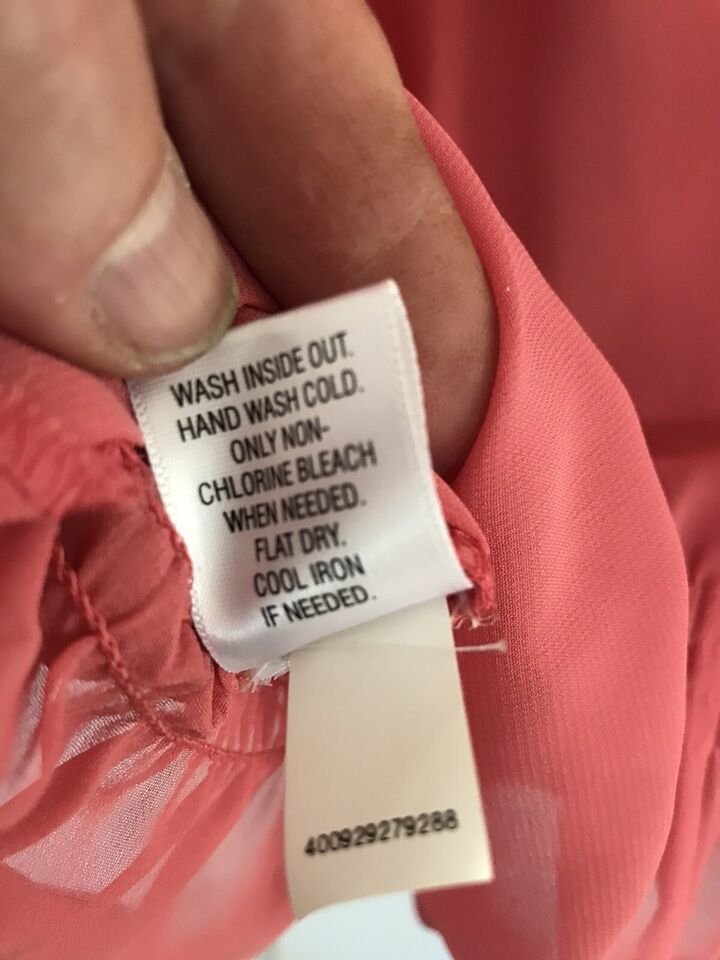 WASH INSIDE OUT.
HAND WASH COLD.
ONLY NON-
CHLORINE BLEACH
WHEN NEEDED.
FLAT DRY.
COOL IRON
IF NEEDED.
400929279288